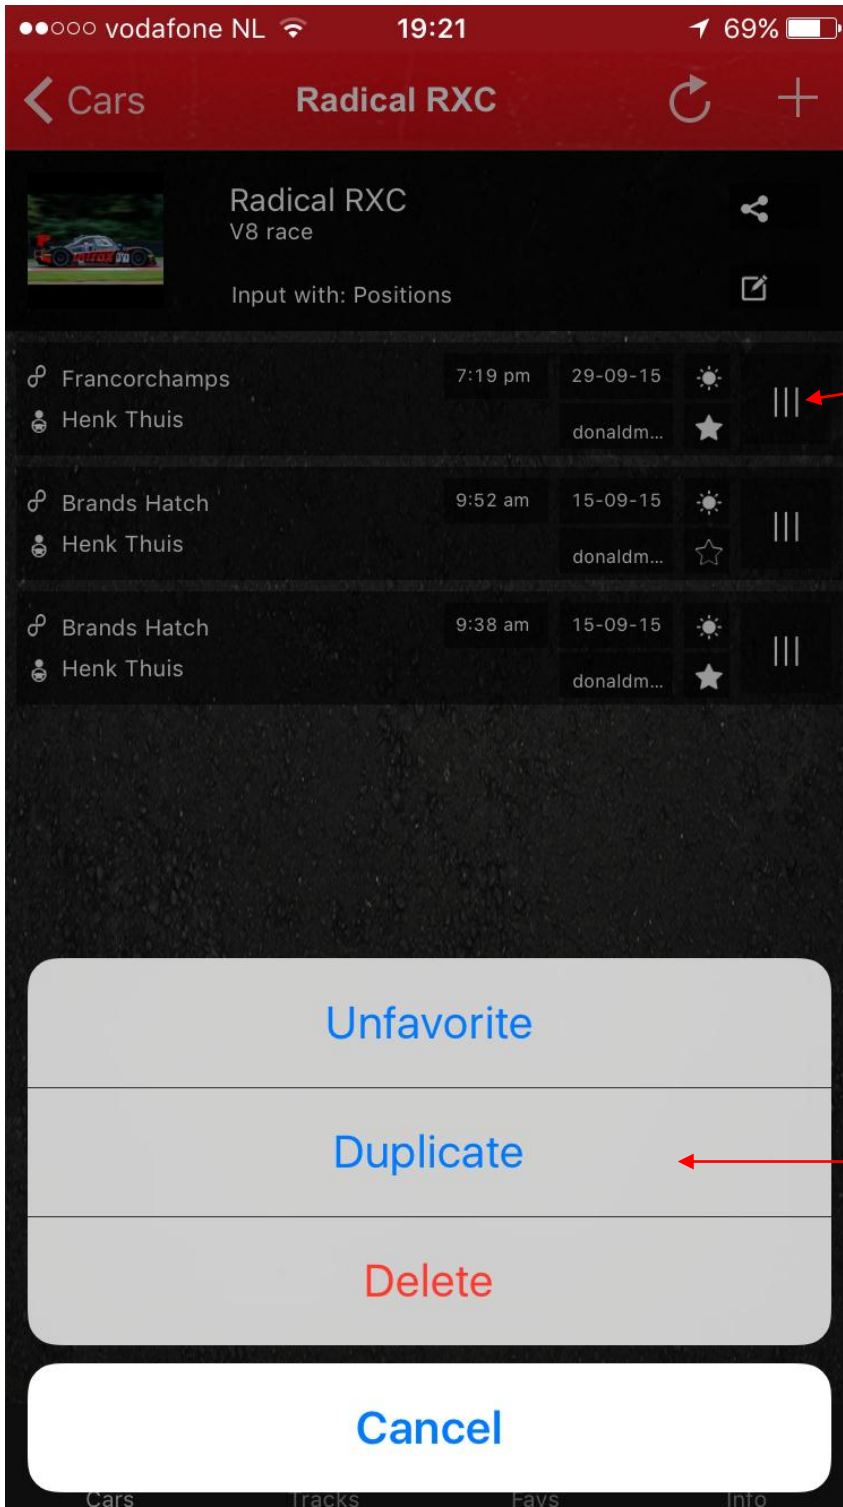 vodafone NL 19:21 69%
Cars Radical RXC
Radical RXC
V8 race
Input with: Positions
Francorchamps 7:19 pm 29-09-15
Henk Thuis donaldm...
Brands Hatch 9:52 am 15-09-15
Henk Thuis donaldm...
Brands Hatch 9:38 am 15-09-15
Henk Thuis donaldm...
Unfavorite
Duplicate
Delete
Cancel
Cars Tracks Favs Info